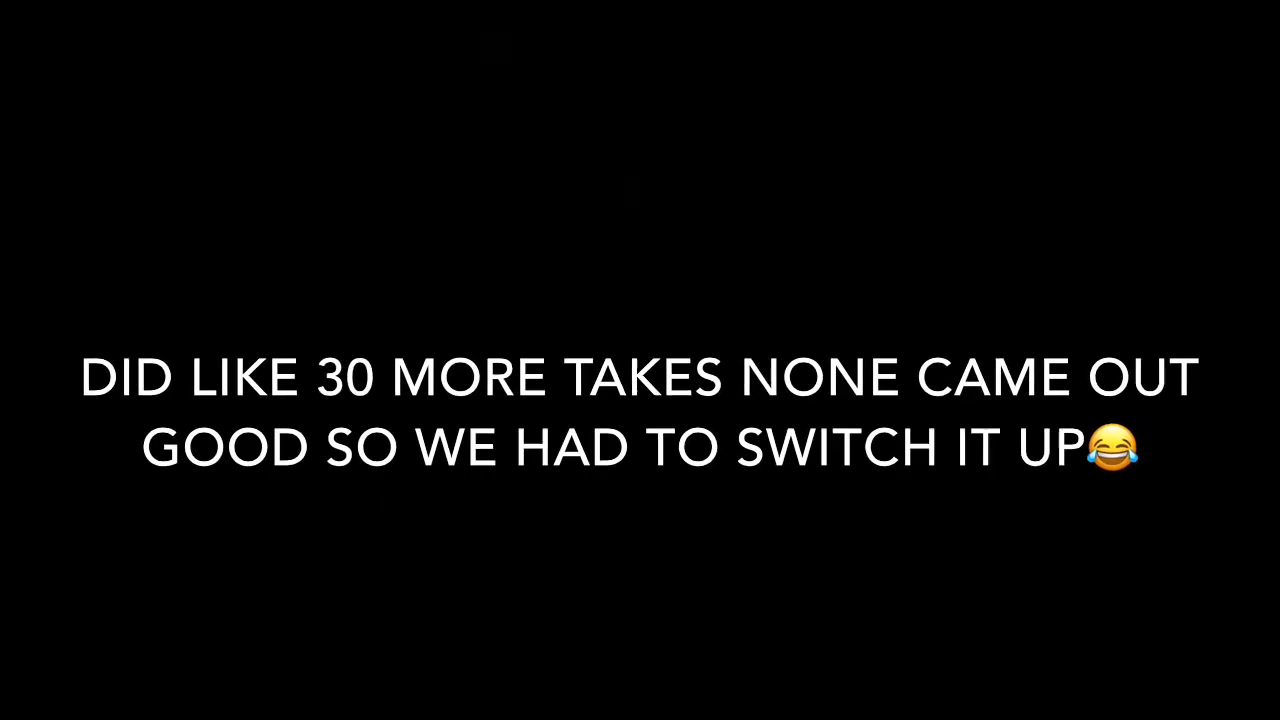 DID LIKE 30 MORE TAKES NONE CAME OUT
GOOD SO WE HAD TO SWITCH IT UP😂